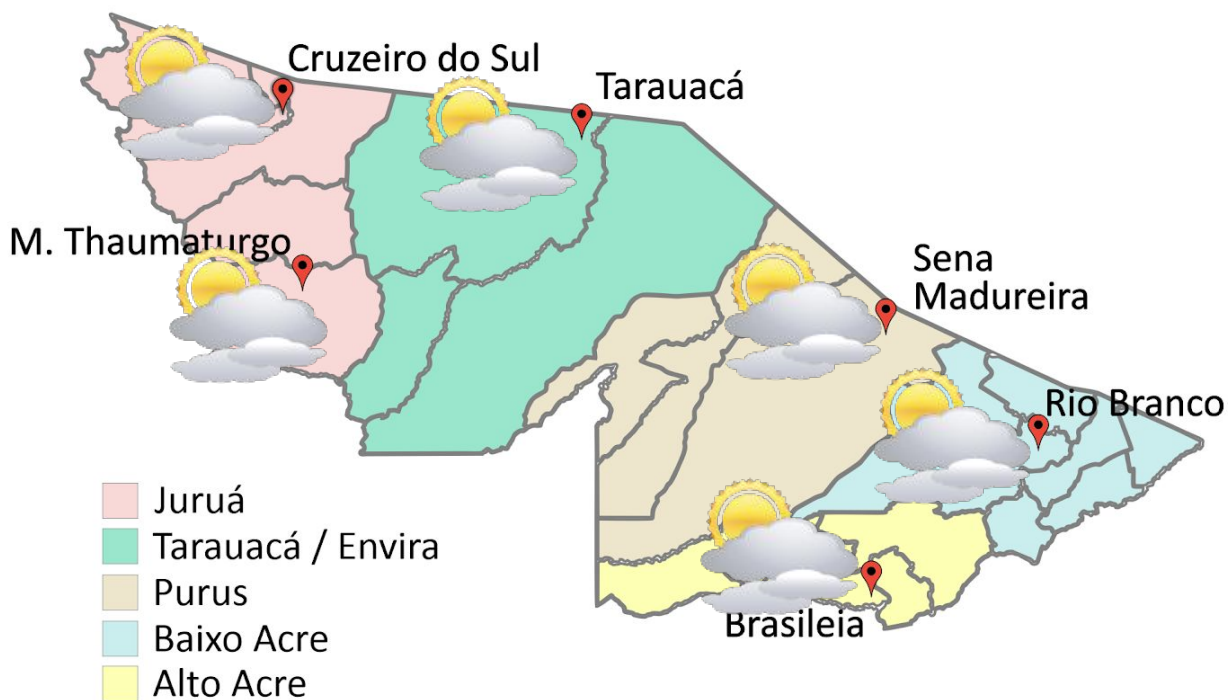 Cruzeiro do Sul
Tarauacá
M. Thaumaturgo
Sena
Madureira
Rio Branco
Brasileia
Juruá
Tarauacá / Envira
Purus
Baixo Acre
Alto Acre